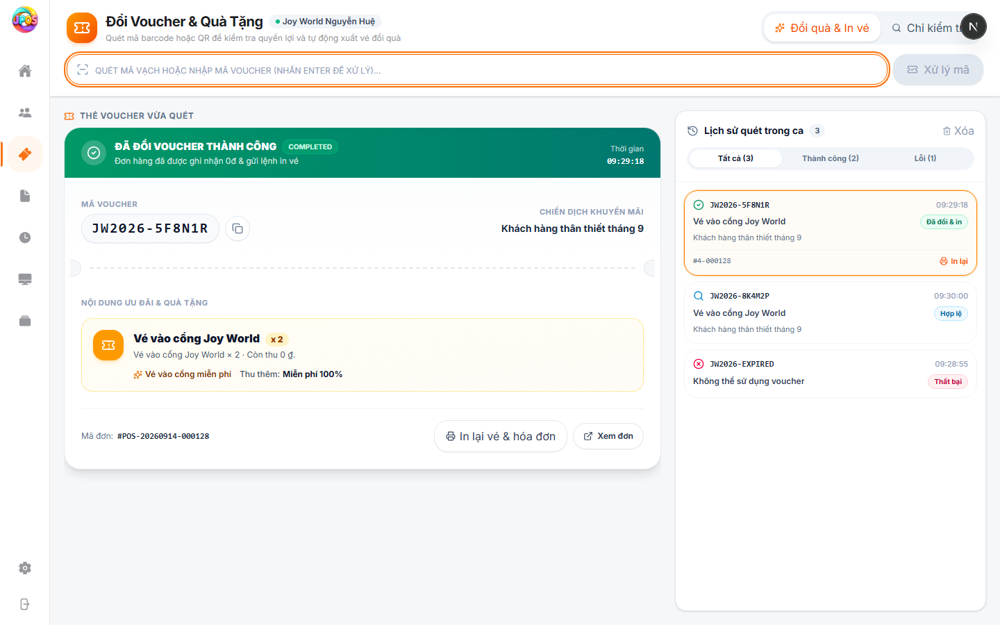 JPOS
Đổi Voucher & Quà Tặng
Joy World Nguyễn Huệ
Quét mã barcode hoặc QR để kiểm tra quyền lợi và tự động xuất vé đổi quà
Đổi quà & In vé
Chỉ kiểm tr
N
QUÉT MÃ VẠCH HOẶC NHẬP MÃ VOUCHER (NHẤN ENTER ĐỂ XỬ LÝ)...
Xử lý mã
THẺ VOUCHER VỪA QUÉT
ĐÃ ĐỔI VOUCHER THÀNH CÔNG COMPLETED
Đơn hàng đã được ghi nhận 0đ & gửi lệnh in vé
Thời gian
09:29:18
MÃ VOUCHER
JW2026-5F8N1R
CHIẾN DỊCH KHUYẾN MÃI
Khách hàng thân thiết tháng 9
NỘI DUNG ƯU ĐÃI & QUÀ TẶNG
Vé vào cổng Joy World x 2
Vé vào cổng Joy World × 2 · Còn thu 0 ₫.
Vé vào cổng miễn phí Thu thêm: Miễn phí 100%
Mã đơn: #POS-20260914-000128
In lại vé & hóa đơn
Xem đơn
Lịch sử quét trong ca 3
Xóa
Tất cả (3)
Thành công (2)
Lỗi (1)
JW2026-5F8N1R 09:29:18
Vé vào cổng Joy World Đã đổi & in
Khách hàng thân thiết tháng 9
#4-000128 In lại
JW2026-8K4M2P 09:30:00
Vé vào cổng Joy World Hợp lệ
Khách hàng thân thiết tháng 9
JW2026-EXPIRED 09:28:55
Không thể sử dụng voucher Thất bại